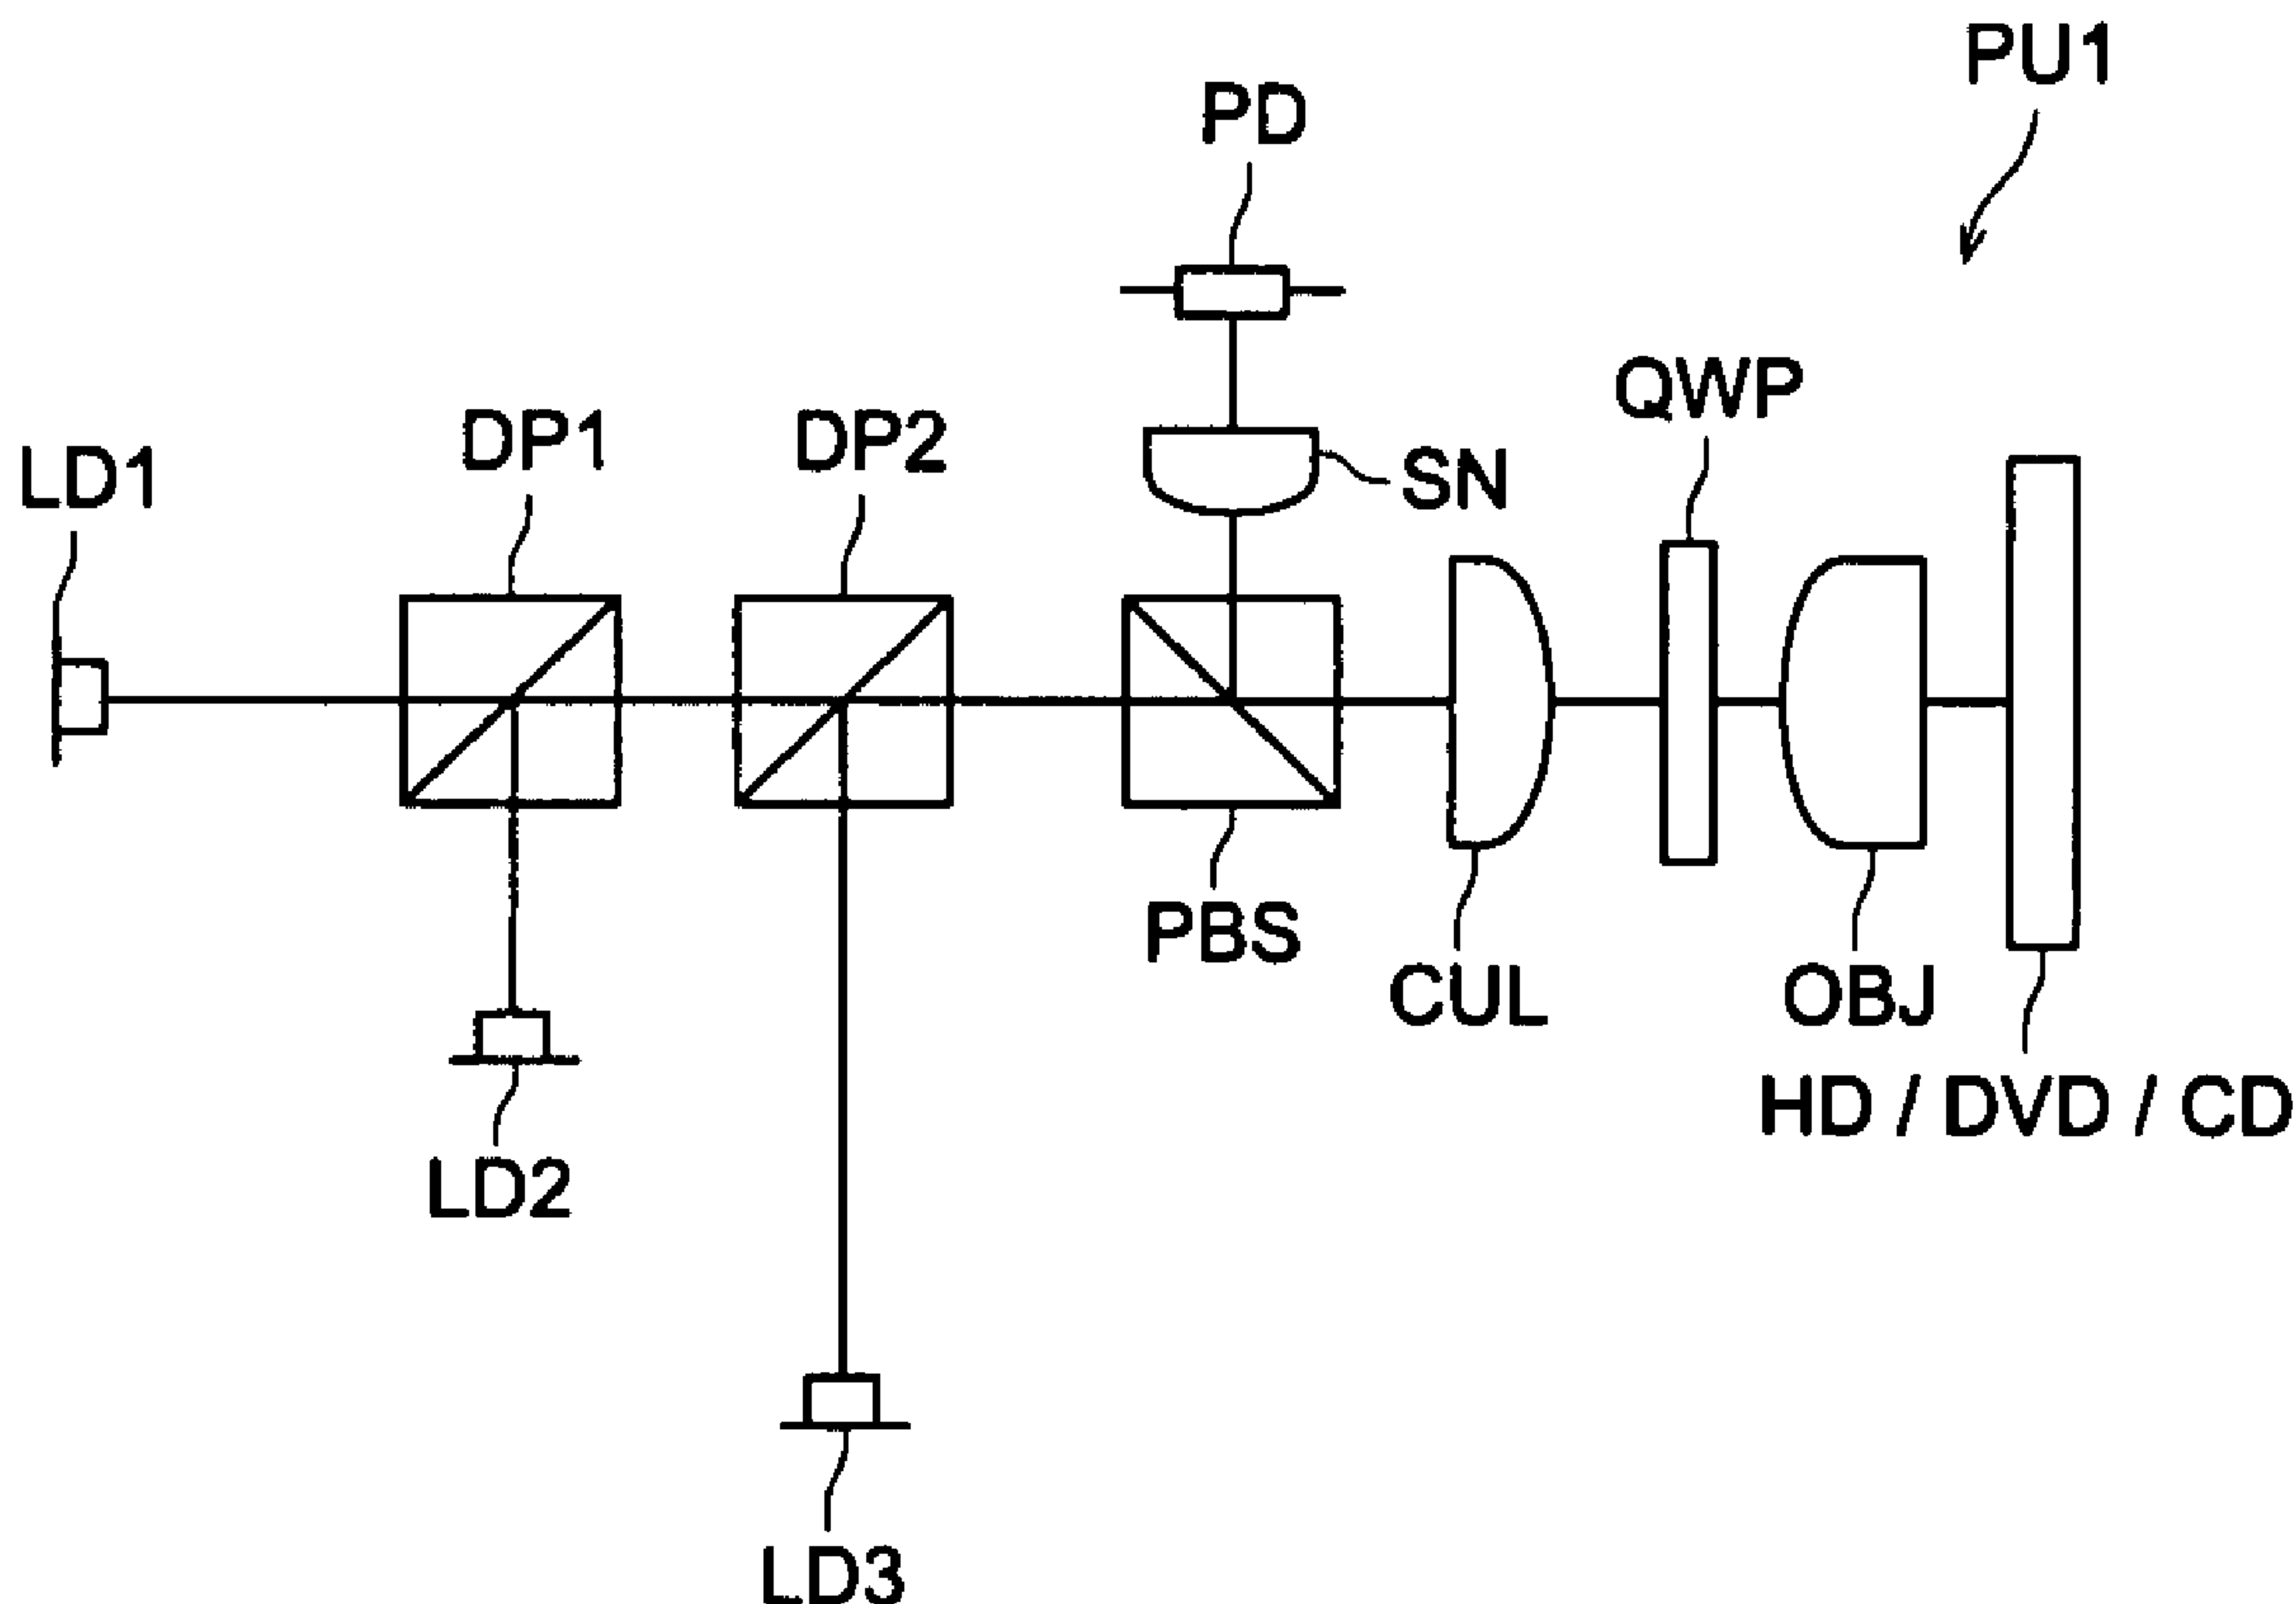 PU1
PD
QWP
DP1
DP2
LD1
SN
PBS
CUL
OBJ
HD / DVD / CD
LD2
LD3